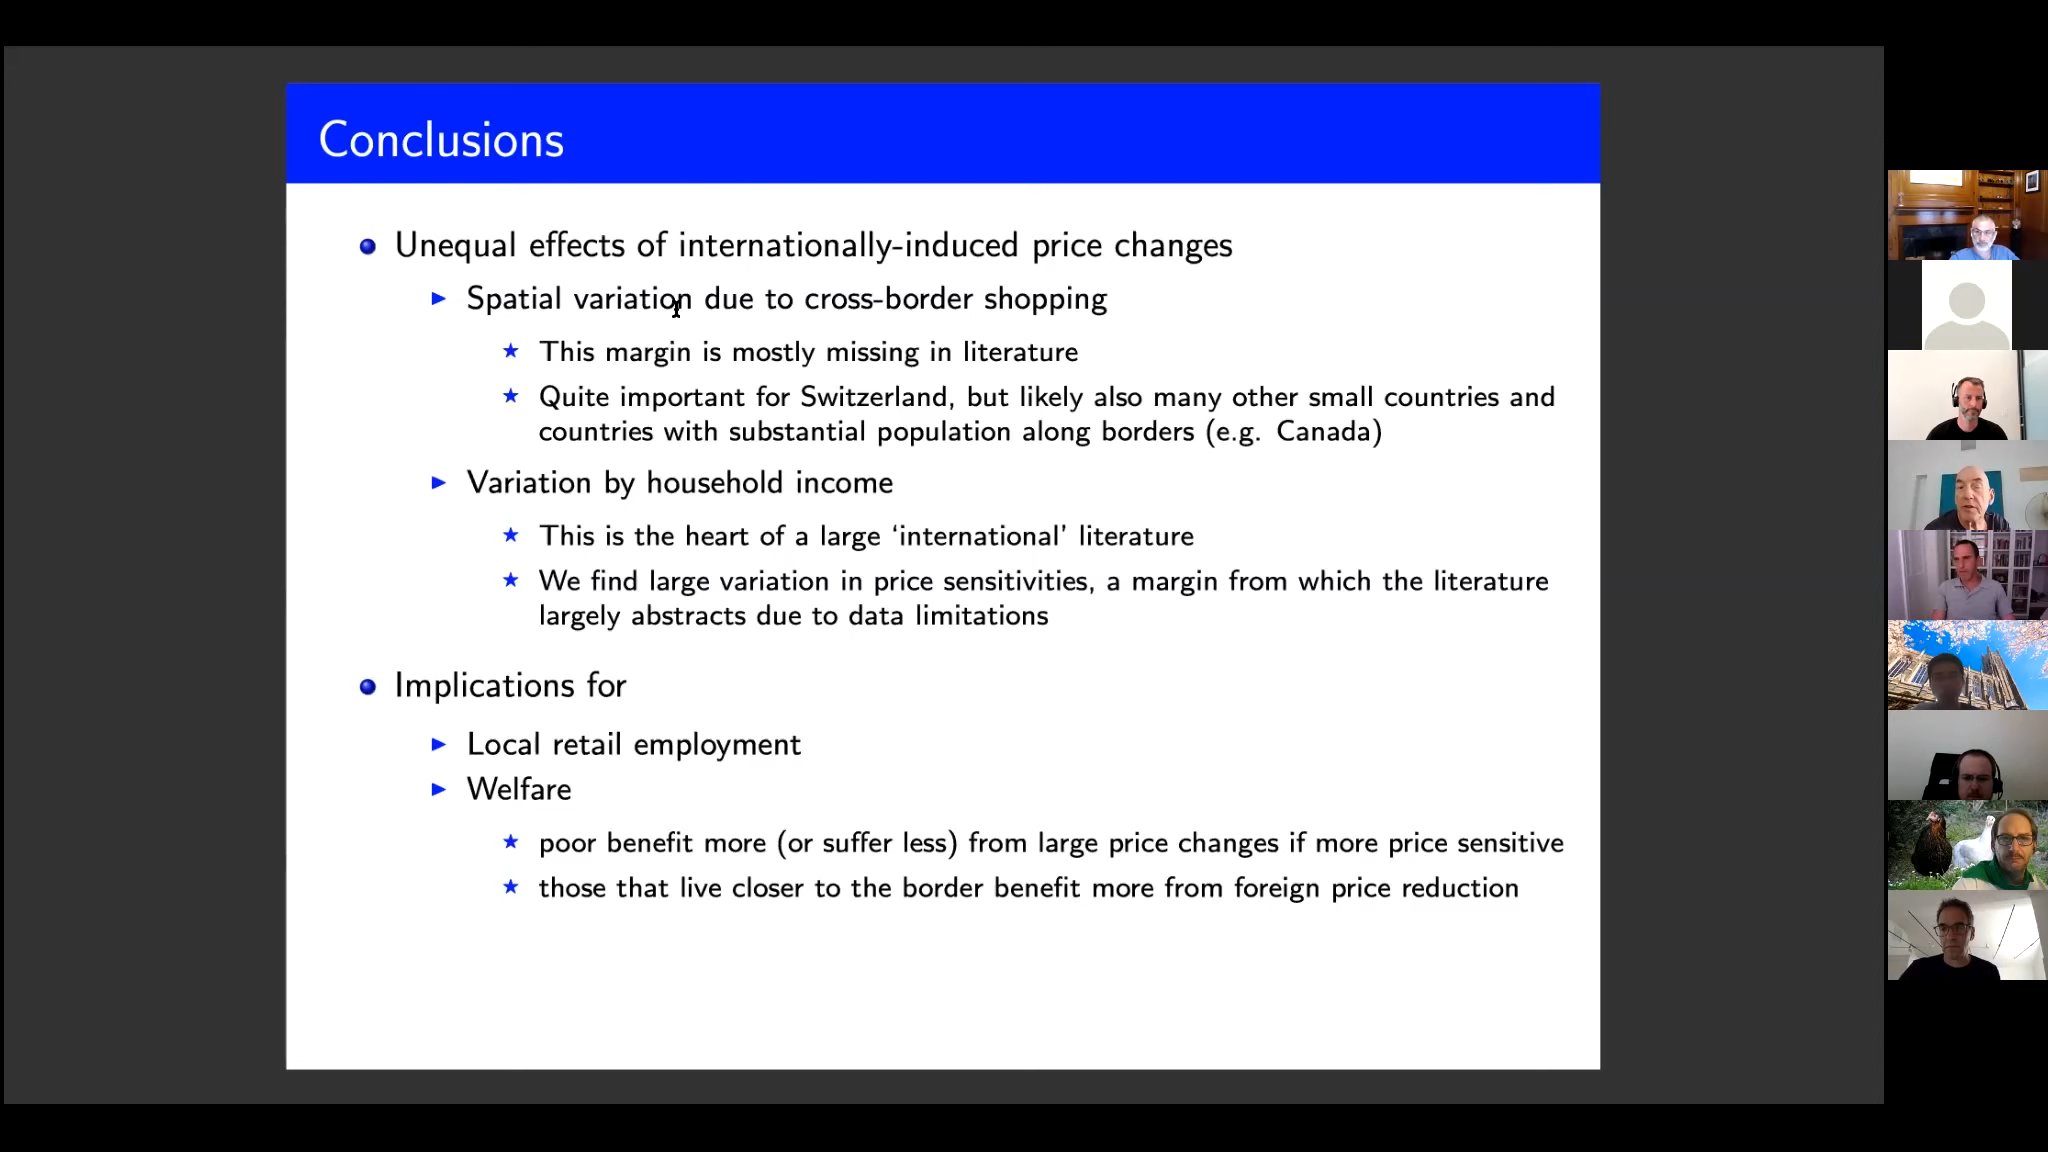 Conclusions
Unequal effects of internationally-induced price changes
Spatial variation due to cross-border shopping
This margin is mostly missing in literature
Quite important for Switzerland, but likely also many other small countries and
countries with substantial population along borders (e.g. Canada)
Variation by household income
This is the heart of a large ‘international’ literature
We find large variation in price sensitivities, a margin from which the literature
largely abstracts due to data limitations
Implications for
Local retail employment
Welfare
poor benefit more (or suffer less) from large price changes if more price sensitive
those that live closer to the border benefit more from foreign price reduction